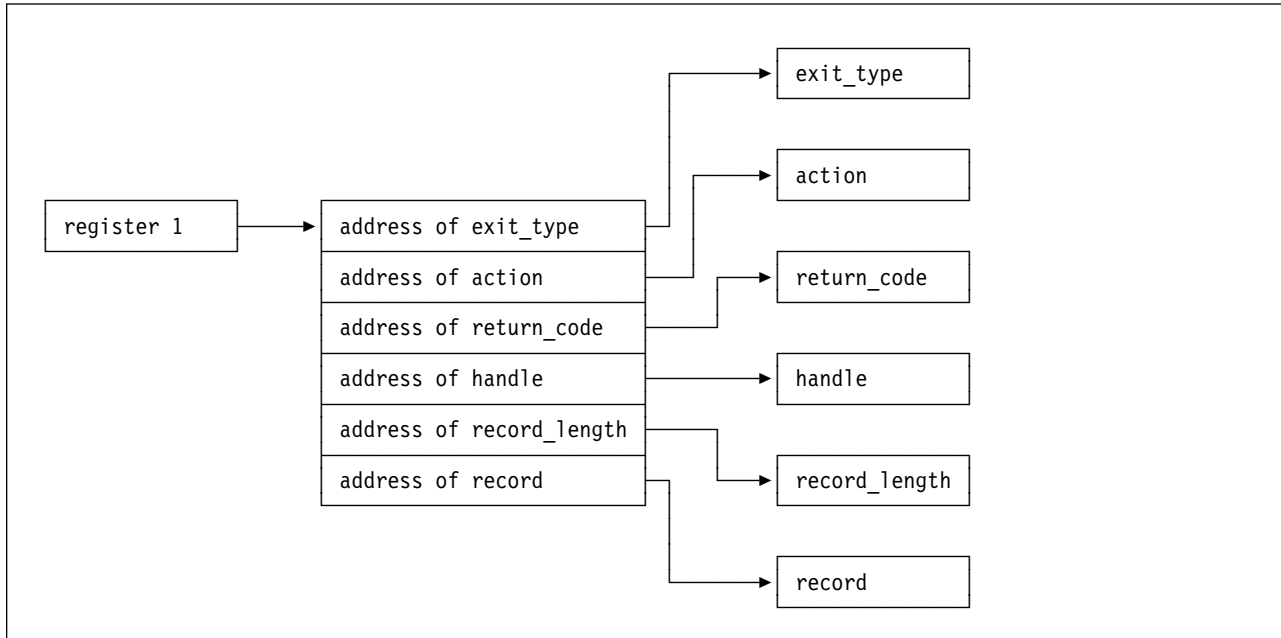 exit_type
action
register 1
address of exit_type
address of action
return_code
address of return_code
address of handle
handle
address of record_length
address of record
record_length
record